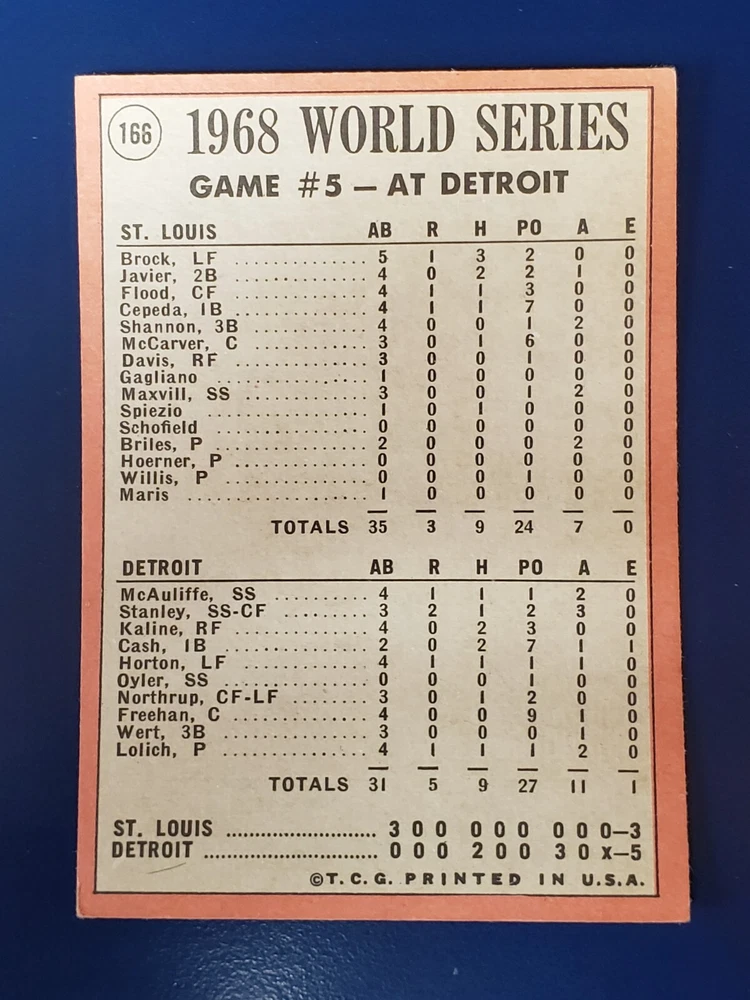 166
1968 WORLD SERIES
GAME #5 — AT DETROIT
ST. LOUIS AB R H PO A E
Brock, LF .............. 5 1 3 2 0 0
Javier, 2B .............. 4 0 2 2 1 0
Flood, CF .............. 4 1 1 3 0 0
Cepeda, 1B .............. 4 1 1 7 0 0
Shannon, 3B ............ 4 0 0 1 2 0
McCarver, C ............ 3 0 1 6 0 0
Davis, RF .............. 3 0 0 1 0 0
Gagliano ............... 1 0 0 0 0 0
Maxvill, SS .............. 3 0 0 1 2 0
Spiezio ................. 1 0 1 0 0 0
Schofield ............... 0 0 0 0 0 0
Briles, P ................ 2 0 0 0 2 0
Hoerner, P .............. 0 0 0 0 0 0
Willis, P ................ 0 0 0 1 0 0
Maris .................. 1 0 0 0 0 0
TOTALS 35 3 9 24 7 0
DETROIT AB R H PO A E
McAuliffe, SS .......... 4 1 1 1 2 0
Stanley, SS-CF .......... 3 2 1 2 3 0
Kaline, RF .............. 4 0 2 3 0 0
Cash, 1B ............... 2 0 2 7 1 1
Horton, LF ............. 4 1 1 1 1 0
Oyler, SS ............... 0 0 0 1 0 0
Northrup, CF-LF ........ 3 0 1 2 0 0
Freehan, C ............. 4 0 0 9 1 0
Wert, 3B ............... 3 0 0 0 1 0
Lolich, P ............... 4 1 1 1 2 0
TOTALS 31 5 9 27 11 1
ST. LOUIS .......................... 3 0 0 0 0 0 0 0 0—3
DETROIT .............................. 0 0 0 2 0 0 3 0 X—5
©T.C.G. PRINTED IN U.S.A.